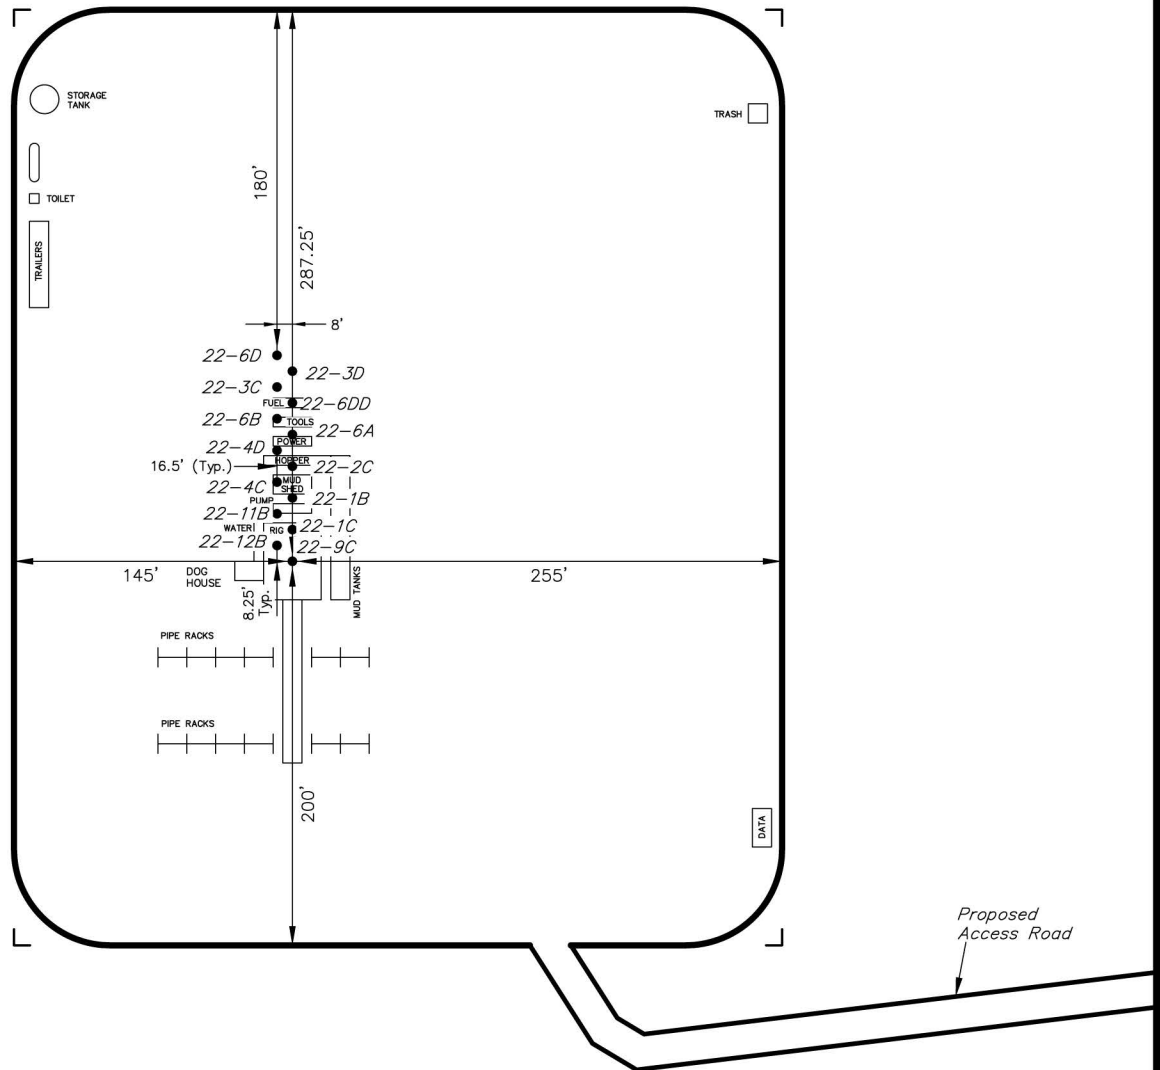 STORAGE
TANK
TRASH
180'
TOILET
287.25'
TRAILERS
8'
22-6D
22-3D
22-3C
FUEL
22-6DD
22-6B
TOOLS
22-6A
POWER
22-4D
HOPPER
16.5' (Typ.)
22-2C
22-4C
MUD
SHED
22-1B
PUMP
22-11B
WATER
RIG
22-1C
22-12B
22-9C
145'
DOG
HOUSE
8.25'
Typ.
MUD TANKS
255'
PIPE RACKS
PIPE RACKS
200'
DATA
Proposed
Access Road